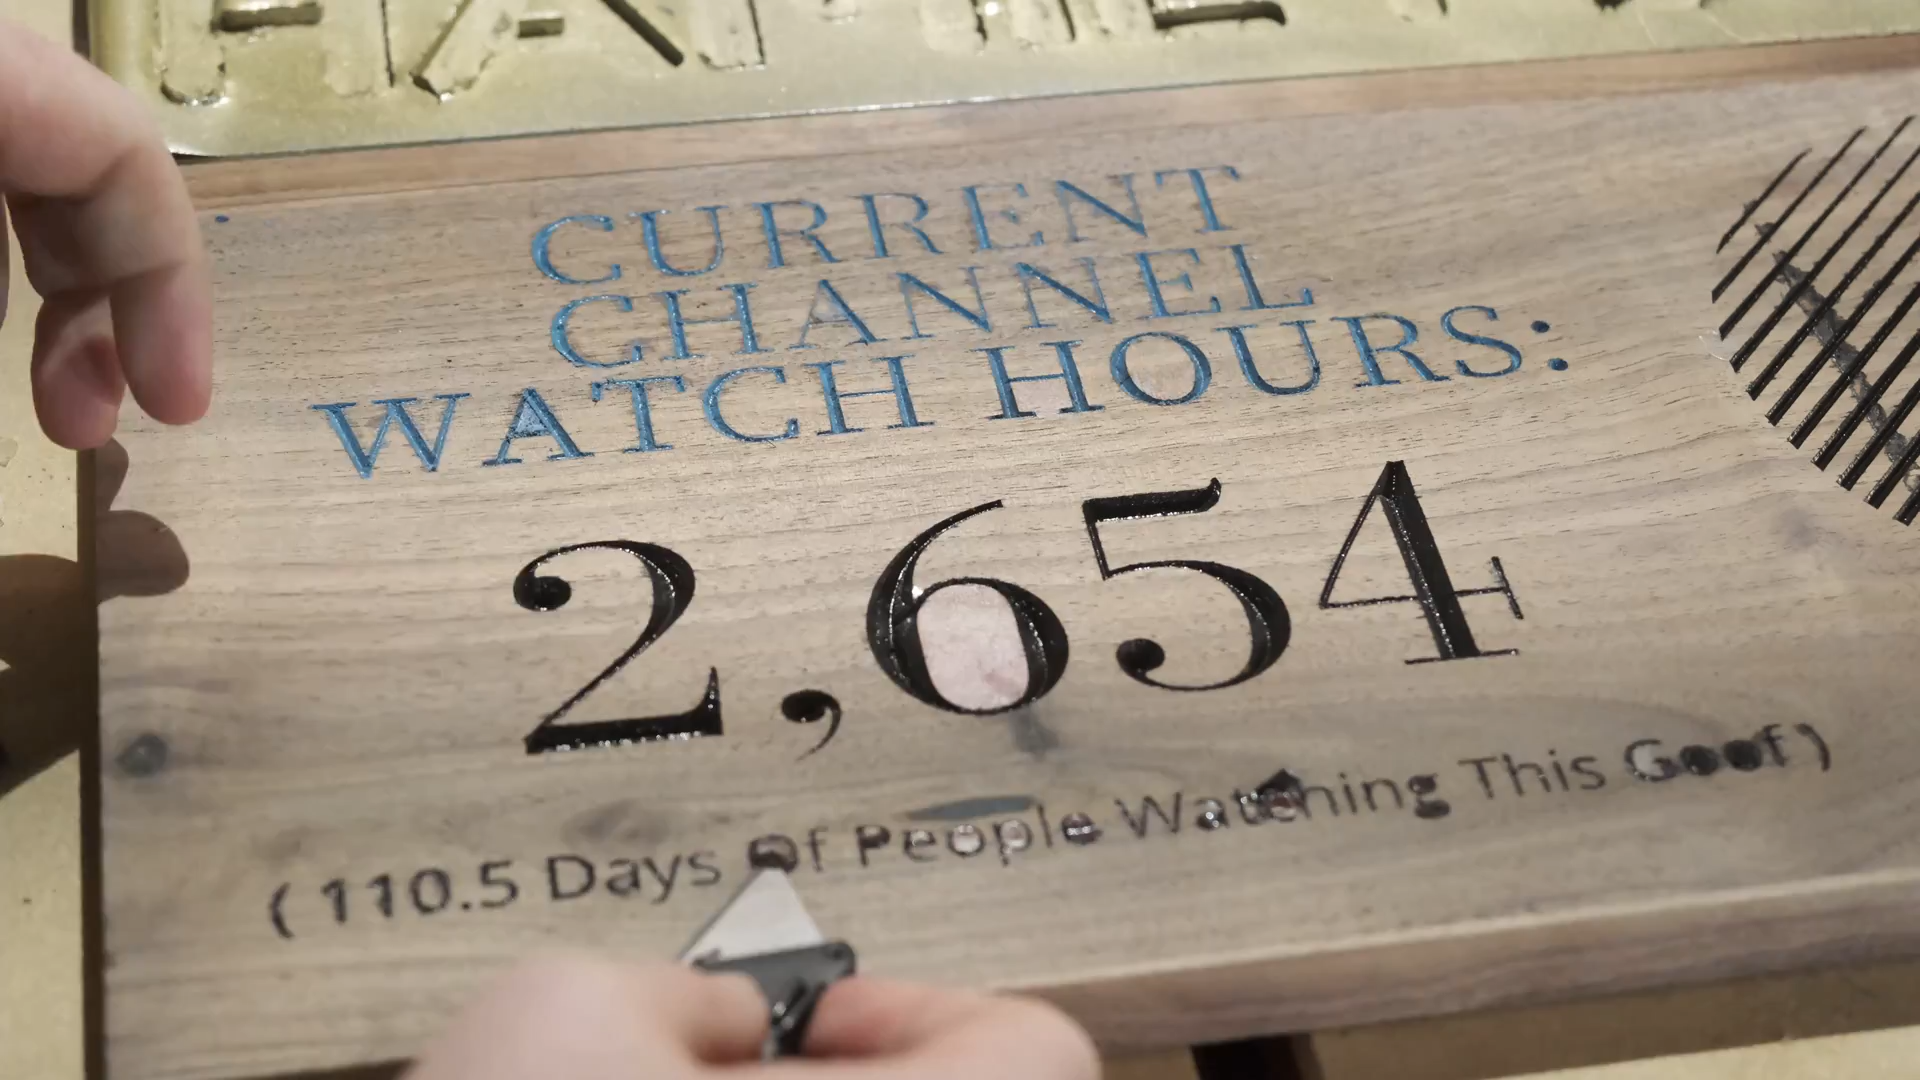 CURRENT
CHANNEL
WATCH HOURS:
2,654
(110.5 Days Of People Watching This Goof)